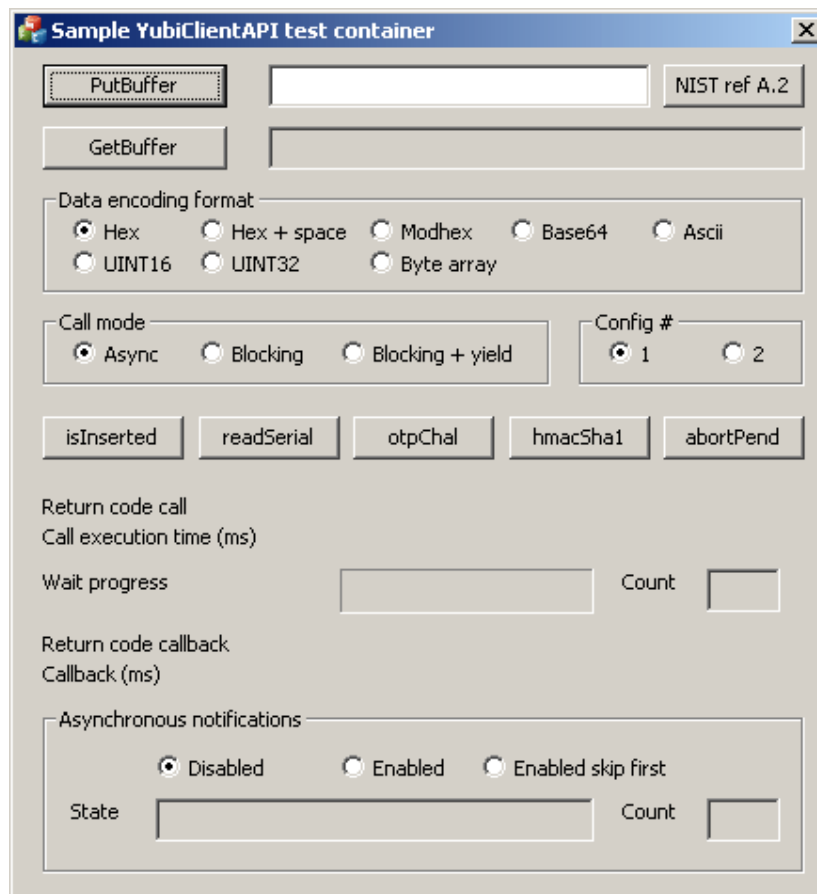 Sample YubiClientAPI test container
PutBuffer NIST ref A.2
GetBuffer
Data encoding format
Hex Hex + space Modhex Base64 Ascii
UINT16 UINT32 Byte array
Call mode Config #
Async Blocking Blocking + yield 1 2
isInserted readSerial otpChal hmacSha1 abortPend
Return code call
Call execution time (ms)
Wait progress Count
Return code callback
Callback (ms)
Asynchronous notifications
Disabled Enabled Enabled skip first
State Count